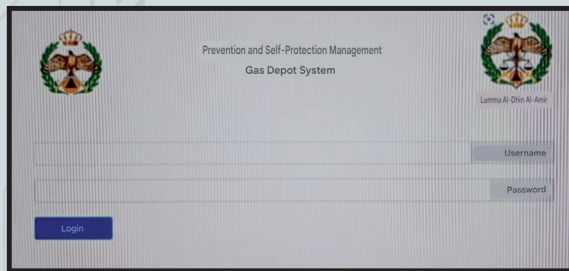 Prevention and Self-Protection Management
Gas Depot System
Lamma Al-Dhin Al-Amir
Username
Password
Login